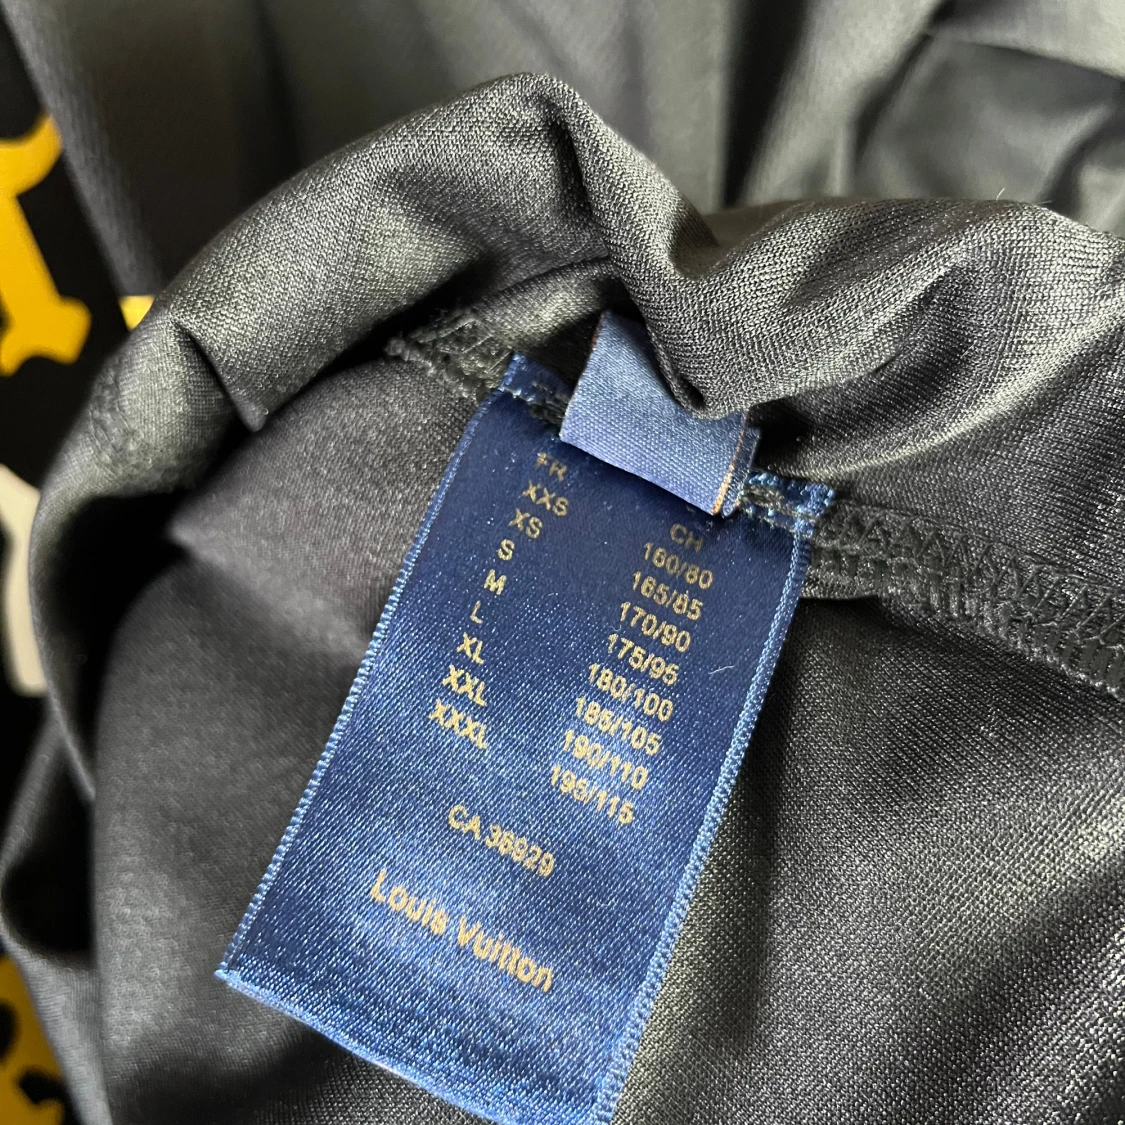 FR CH
XXS 160/80
XS 165/85
S 170/90
M 175/95
L 180/100
XL 185/105
XXL 190/110
XXXL 195/115
CA 36929
Louis Vuitton